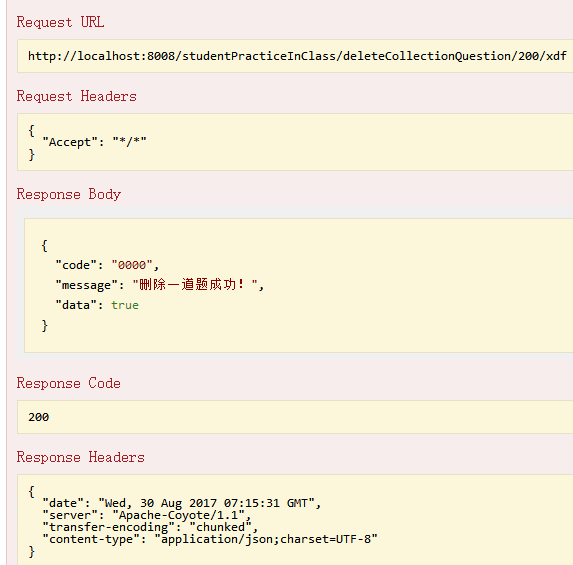 Request URL
http://localhost:8008/studentPracticeInClass/deleteCollectionQuestion/200/xdf
Request Headers
{
"Accept": "*/*"
}
Response Body
{
"code": "0000",
"message": "删除一道题成功！",
"data": true
}
Response Code
200
Response Headers
{
"date": "Wed, 30 Aug 2017 07:15:31 GMT",
"server": "Apache-Coyote/1.1",
"transfer-encoding": "chunked",
"content-type": "application/json;charset=UTF-8"
}